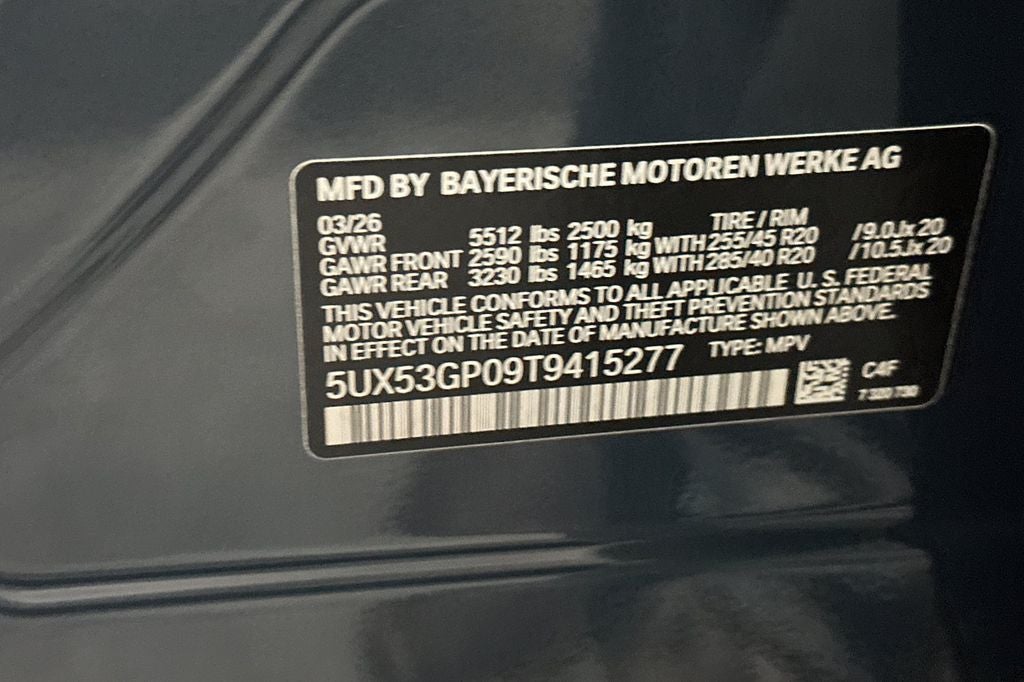 MFD BY BAYERISCHE MOTOREN WERKE AG
03/26 TIRE / RIM
GVWR 5512 lbs 2500 kg
GAWR FRONT 2590 lbs 1175 kg WITH 255/45 R20 /9.0Jx20
GAWR REAR 3230 lbs 1465 kg WITH 285/40 R20 /10.5Jx20
THIS VEHICLE CONFORMS TO ALL APPLICABLE U. S. FEDERAL
MOTOR VEHICLE SAFETY AND THEFT PREVENTION STANDARDS
IN EFFECT ON THE DATE OF MANUFACTURE SHOWN ABOVE.
5UX53GP09T9415277 TYPE: MPV
C4F